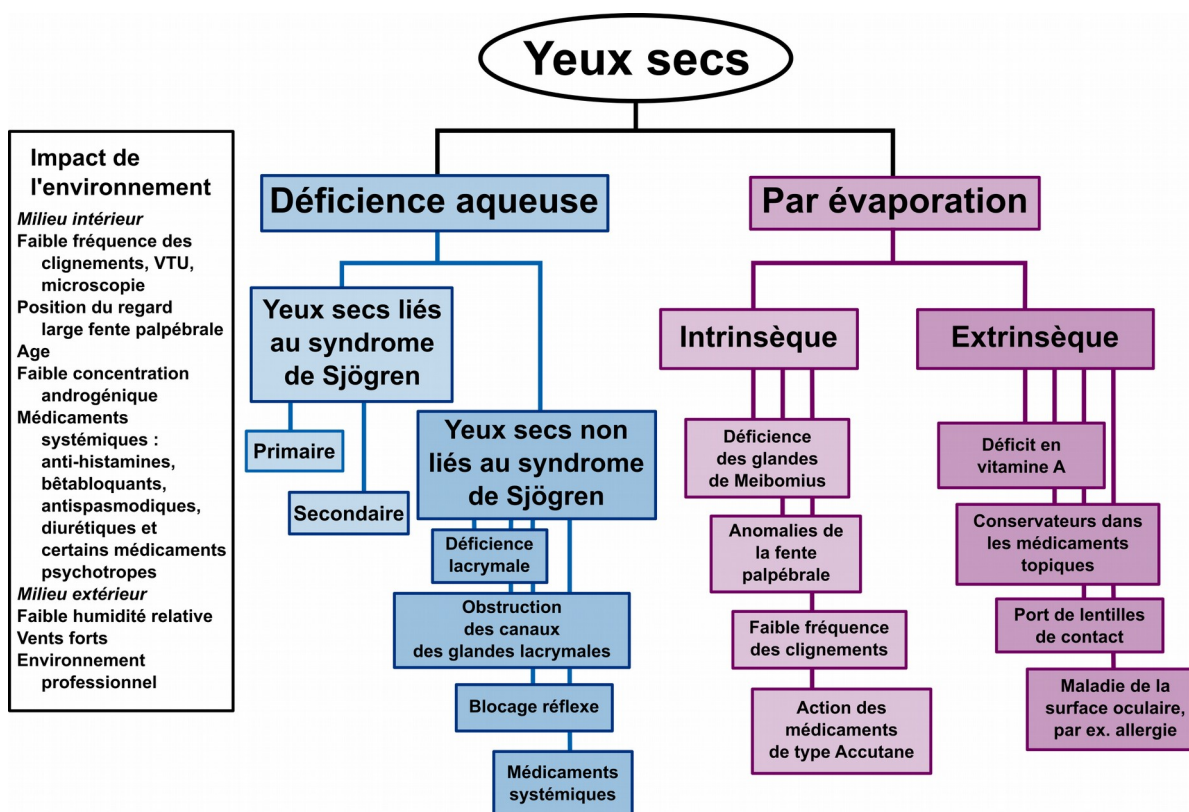 Yeux secs
Impact de
l'environnement
Milieu intérieur
Faible fréquence des
clignements, VTU,
microscopie
Position du regard
large fente palpébrale
Age
Faible concentration
androgénique
Médicaments
systémiques :
anti-histamines,
bêtabloquants,
antispasmodiques,
diurétiques et
certains médicaments
psychotropes
Milieu extérieur
Faible humidité relative
Vents forts
Environnement
professionnel
Déficience aqueuse
Yeux secs liés
au syndrome
de Sjögren
Primaire
Secondaire
Yeux secs non
liés au syndrome
de Sjögren
Déficience
lacrymale
Obstruction
des canaux
des glandes lacrymales
Blocage réflexe
Médicaments
systémiques
Par évaporation
Intrinsèque
Déficience
des glandes
de Meibomius
Anomalies de
la fente
palpébrale
Faible fréquence
des clignements
Action des
médicaments
de type Accutane
Extrinsèque
Déficit en
vitamine A
Conservateurs dans
les médicaments
topiques
Port de lentilles
de contact
Maladie de la
surface oculaire,
par ex. allergie